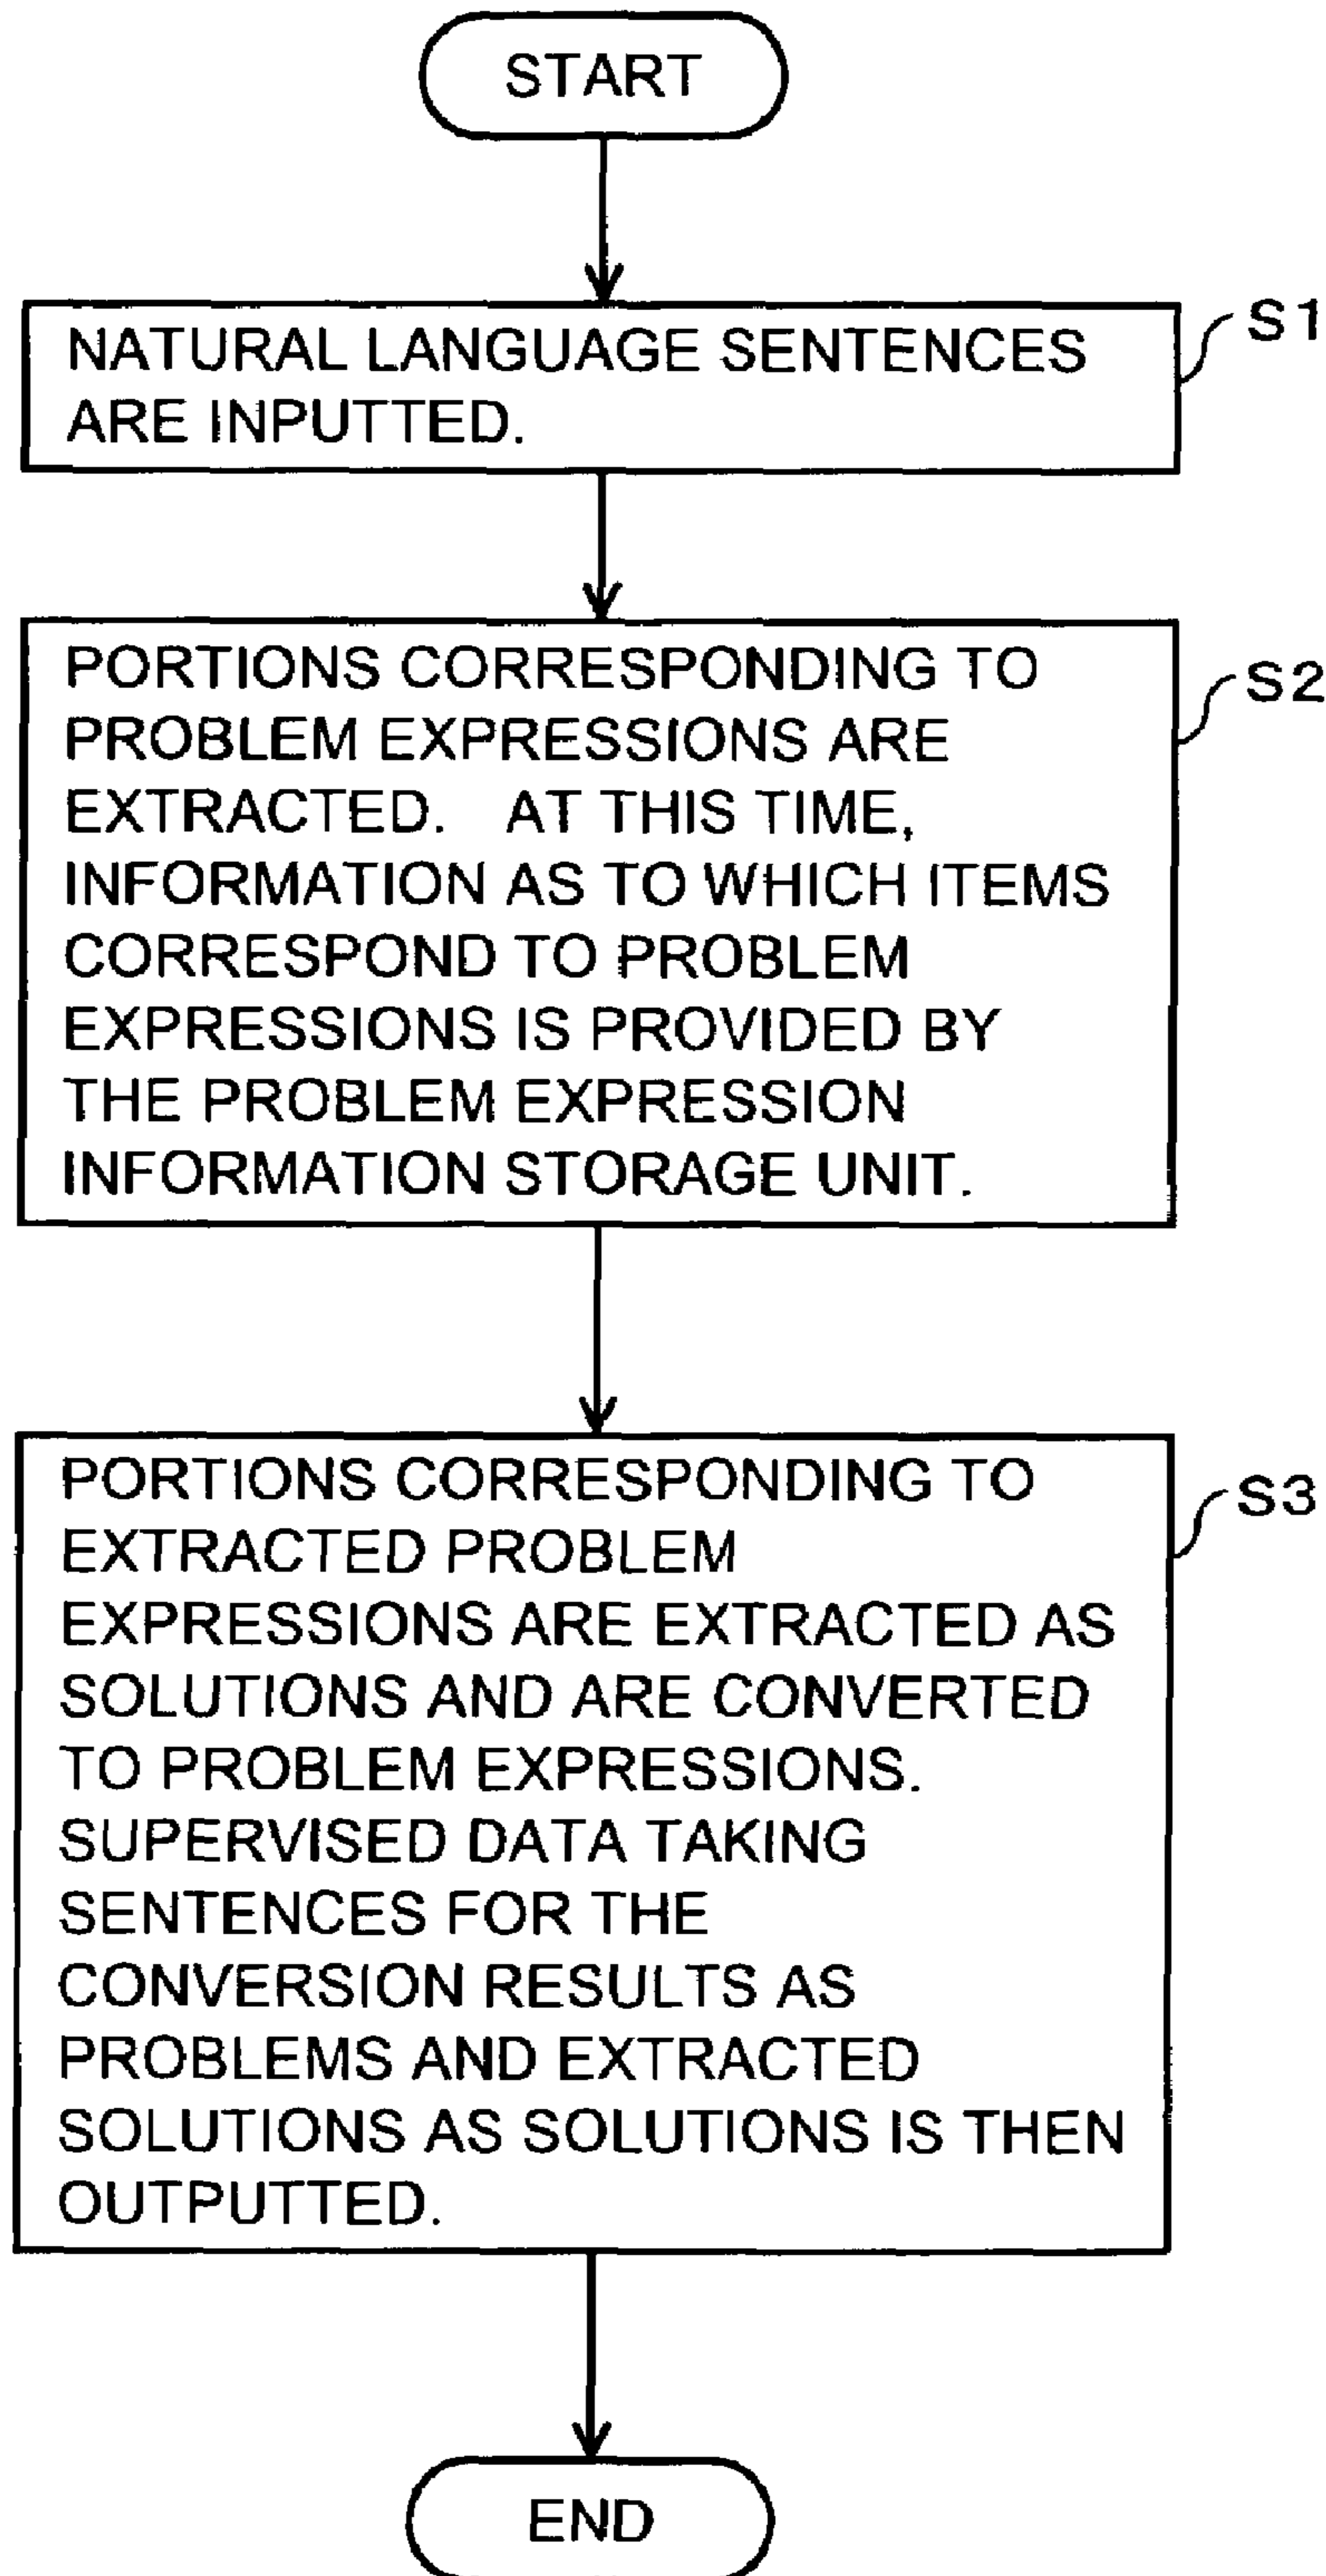 START
NATURAL LANGUAGE SENTENCES
ARE INPUTTED.
S1
PORTIONS CORRESPONDING TO
PROBLEM EXPRESSIONS ARE
EXTRACTED. AT THIS TIME,
INFORMATION AS TO WHICH ITEMS
CORRESPOND TO PROBLEM
EXPRESSIONS IS PROVIDED BY
THE PROBLEM EXPRESSION
INFORMATION STORAGE UNIT.
S2
PORTIONS CORRESPONDING TO
EXTRACTED PROBLEM
EXPRESSIONS ARE EXTRACTED AS
SOLUTIONS AND ARE CONVERTED
TO PROBLEM EXPRESSIONS.
SUPERVISED DATA TAKING
SENTENCES FOR THE
CONVERSION RESULTS AS
PROBLEMS AND EXTRACTED
SOLUTIONS AS SOLUTIONS IS THEN
OUTPUTTED.
S3
END